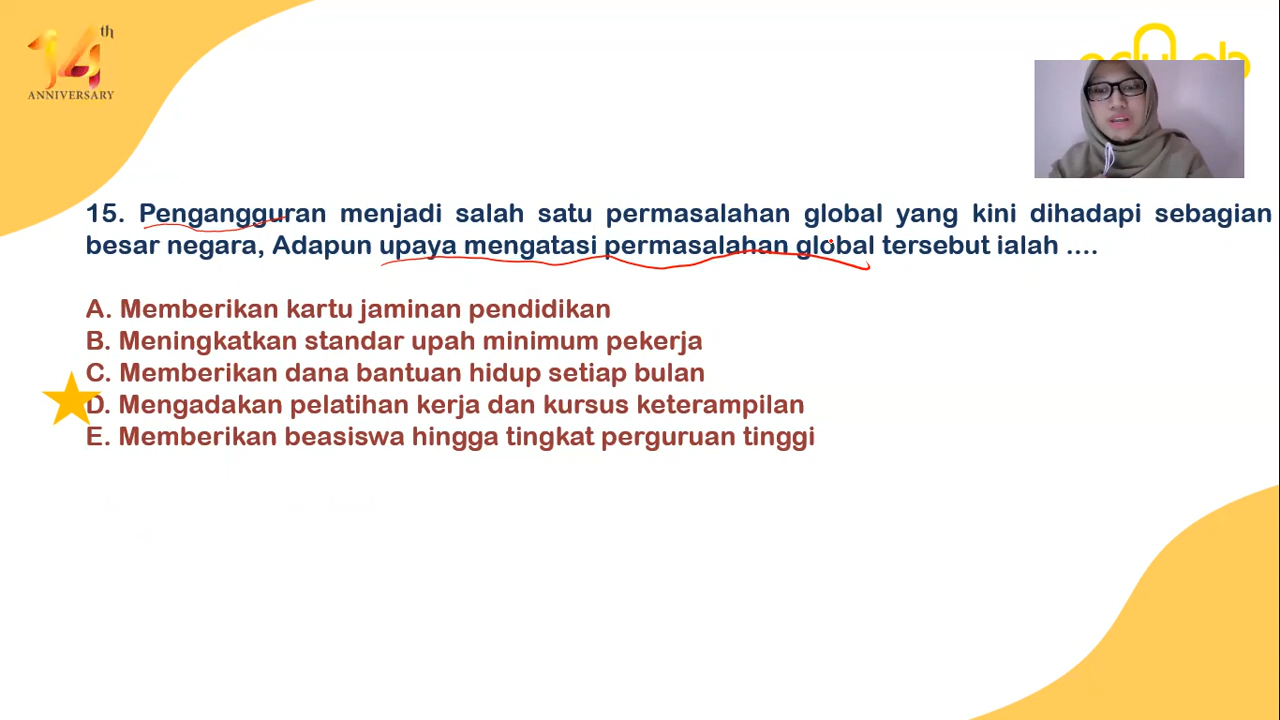 14th
ANNIVERSARY
15. Pengangguran menjadi salah satu permasalahan global yang kini dihadapi sebagian
besar negara, Adapun upaya mengatasi permasalahan global tersebut ialah ....
A. Memberikan kartu jaminan pendidikan
B. Meningkatkan standar upah minimum pekerja
C. Memberikan dana bantuan hidup setiap bulan
D. Mengadakan pelatihan kerja dan kursus keterampilan
E. Memberikan beasiswa hingga tingkat perguruan tinggi